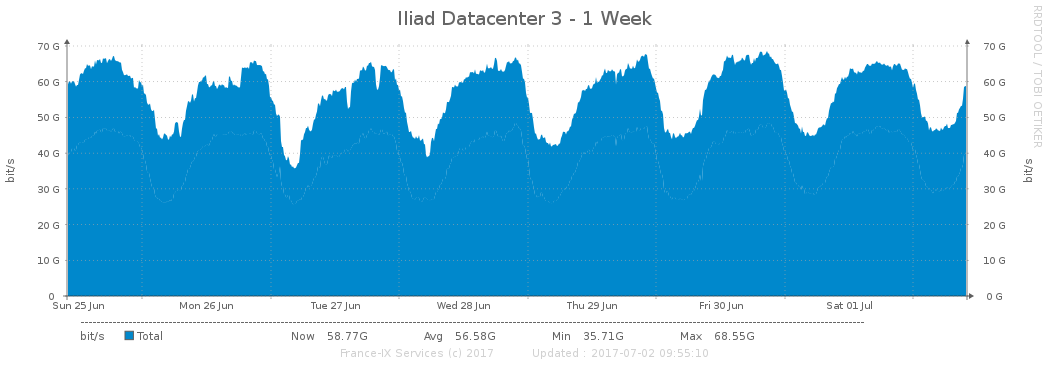 Iliad Datacenter 3 - 1 Week
RRDTOOL / TOBI OETIKER
70 G 70 G
60 G 60 G
50 G 50 G
40 G 40 G
30 G 30 G
20 G 20 G
10 G 10 G
0 0 G
bit/s bit/s
Sun 25 Jun Mon 26 Jun Tue 27 Jun Wed 28 Jun Thu 29 Jun Fri 30 Jun Sat 01 Jul
bit/s Total Now 58.77G Avg 56.58G Min 35.71G Max 68.55G
France-IX Services (c) 2017 Updated : 2017-07-02 09:55:10